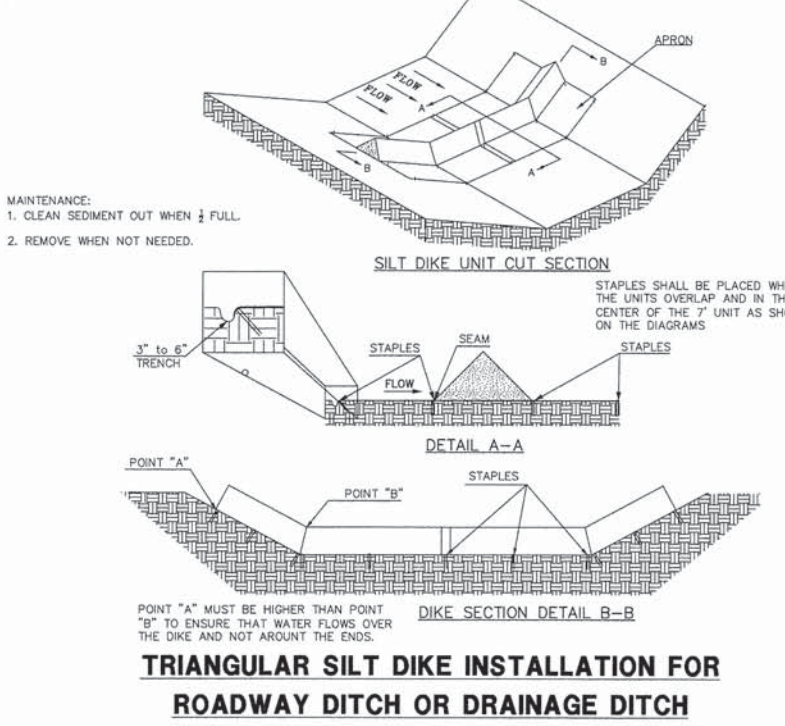 APRON
B
FLOW
FLOW
A
B
A
MAINTENANCE:
1. CLEAN SEDIMENT OUT WHEN ½ FULL.
2. REMOVE WHEN NOT NEEDED.
SILT DIKE UNIT CUT SECTION
STAPLES SHALL BE PLACED WH
THE UNITS OVERLAP AND IN TH
CENTER OF THE 7' UNIT AS SH
ON THE DIAGRAMS
3" to 6"
TRENCH
STAPLES
SEAM
STAPLES
FLOW
DETAIL A-A
POINT "A"
POINT "B"
STAPLES
POINT "A" MUST BE HIGHER THAN POINT
"B" TO ENSURE THAT WATER FLOWS OVER
THE DIKE AND NOT AROUNT THE ENDS.
DIKE SECTION DETAIL B-B
TRIANGULAR SILT DIKE INSTALLATION FOR
ROADWAY DITCH OR DRAINAGE DITCH